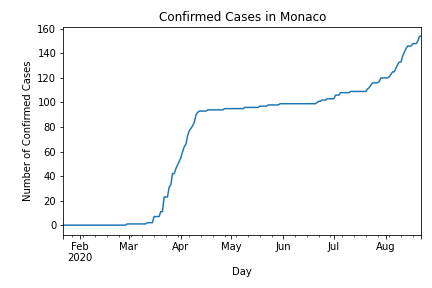 Confirmed Cases in Monaco
Number of Confirmed Cases
160
140
120
100
80
60
40
20
0
Feb Mar Apr May Jun Jul Aug
2020
Day